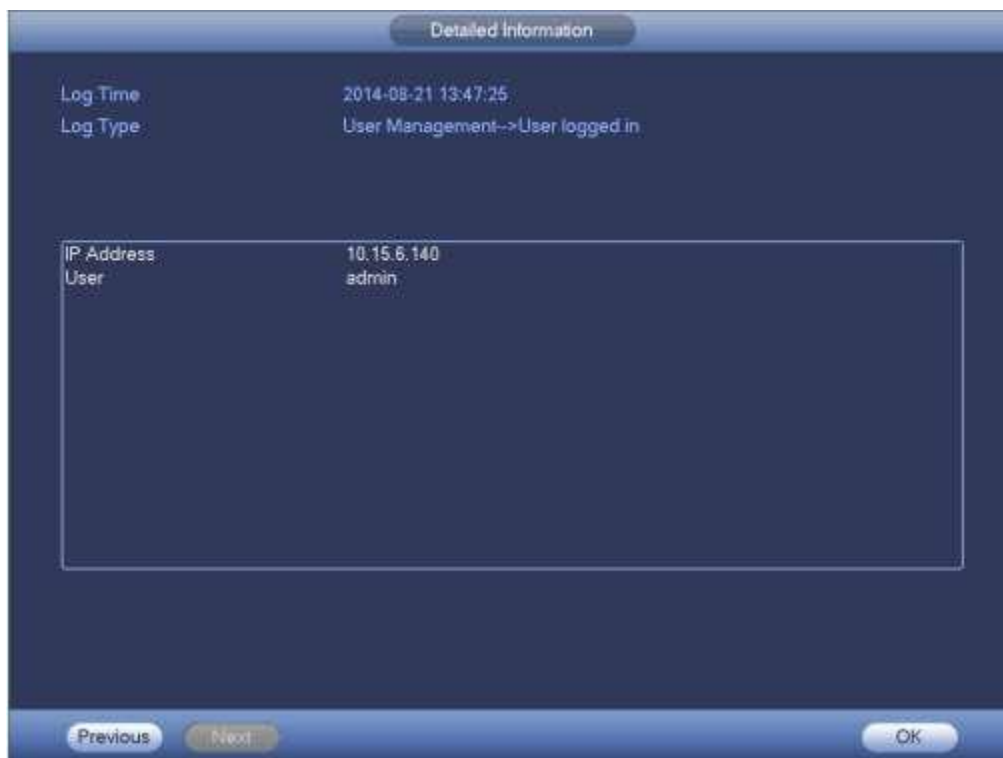 Detailed Information
Log Time 2014-08-21 13:47:25
Log Type User Management-->User logged in
IP Address 10.15.6.140
User admin
Previous Next OK